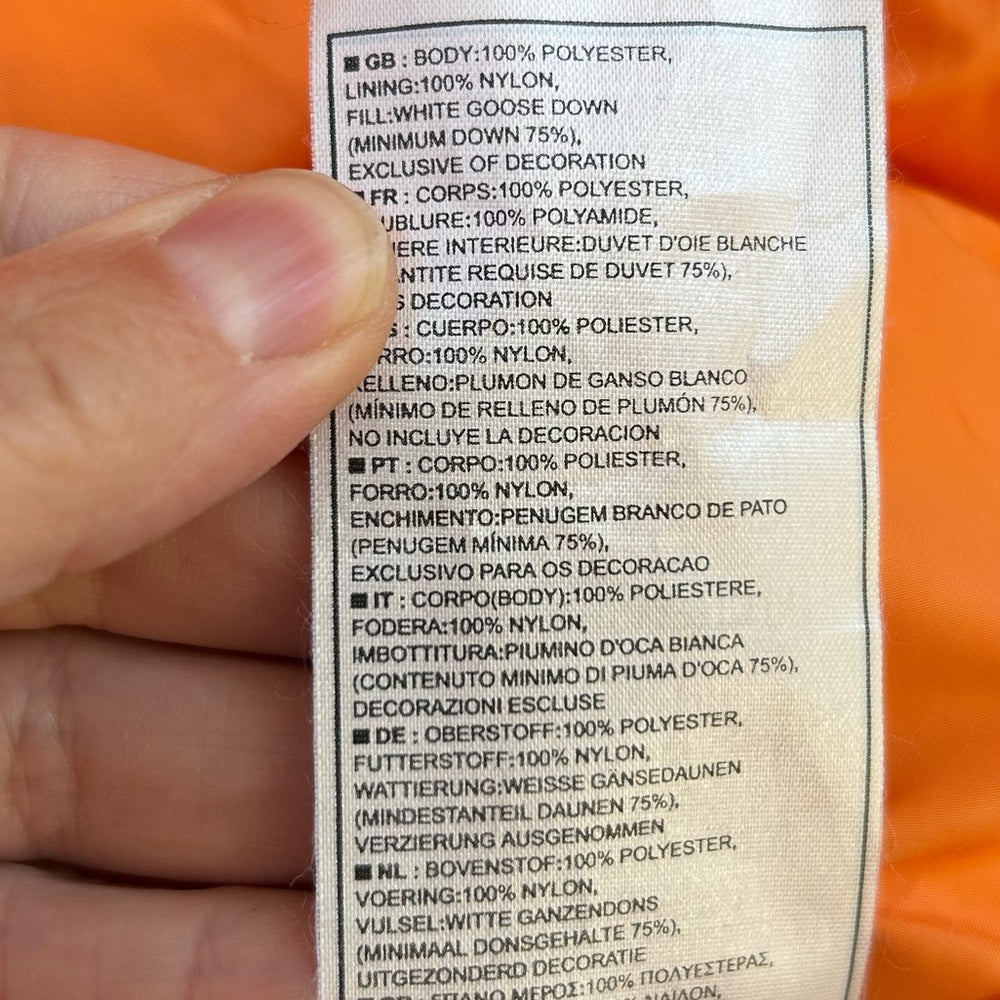 ■ GB : BODY:100% POLYESTER,
LINING:100% NYLON,
FILL:WHITE GOOSE DOWN
(MINIMUM DOWN 75%),
EXCLUSIVE OF DECORATION
■ FR : CORPS:100% POLYESTER,
UBLURE:100% POLYAMIDE,
IERE INTERIEURE:DUVET D'OIE BLANCHE
ANTITE REQUISE DE DUVET 75%),
S DECORATION
S : CUERPO:100% POLIESTER,
RRO:100% NYLON,
RELLENO:PLUMON DE GANSO BLANCO
(MÍNIMO DE RELLENO DE PLUMÓN 75%),
NO INCLUYE LA DECORACION
■ PT : CORPO:100% POLIESTER,
FORRO:100% NYLON,
ENCHIMENTO:PENUGEM BRANCO DE PATO
(PENUGEM MÍNIMA 75%),
EXCLUSIVO PARA OS DECORACAO
■ IT : CORPO(BODY):100% POLIESTERE,
FODERA:100% NYLON,
IMBOTTITURA:PIUMINO D'OCA BIANCA
(CONTENUTO MINIMO DI PIUMA D'OCA 75%),
DECORAZIONI ESCLUSE
■ DE : OBERSTOFF:100% POLYESTER,
FUTTERSTOFF:100% NYLON,
WATTIERUNG:WEISSE GÄNSEDAUNEN
(MINDESTANTEIL DAUNEN 75%),
VERZIERUNG AUSGENOMMEN
■ NL : BOVENSTOF:100% POLYESTER,
VOERING:100% NYLON,
VULSEL:WITTE GANZENDONS
(MINIMAAL DONSGEHALTE 75%),
UITGEZONDERD DECORATIE
ΕΠΑΝΩ ΜΕΡΟΣ:100% ΠΟΛΥΕΣΤΕΡΑΣ,
ΝΑΙΛΟΝ,